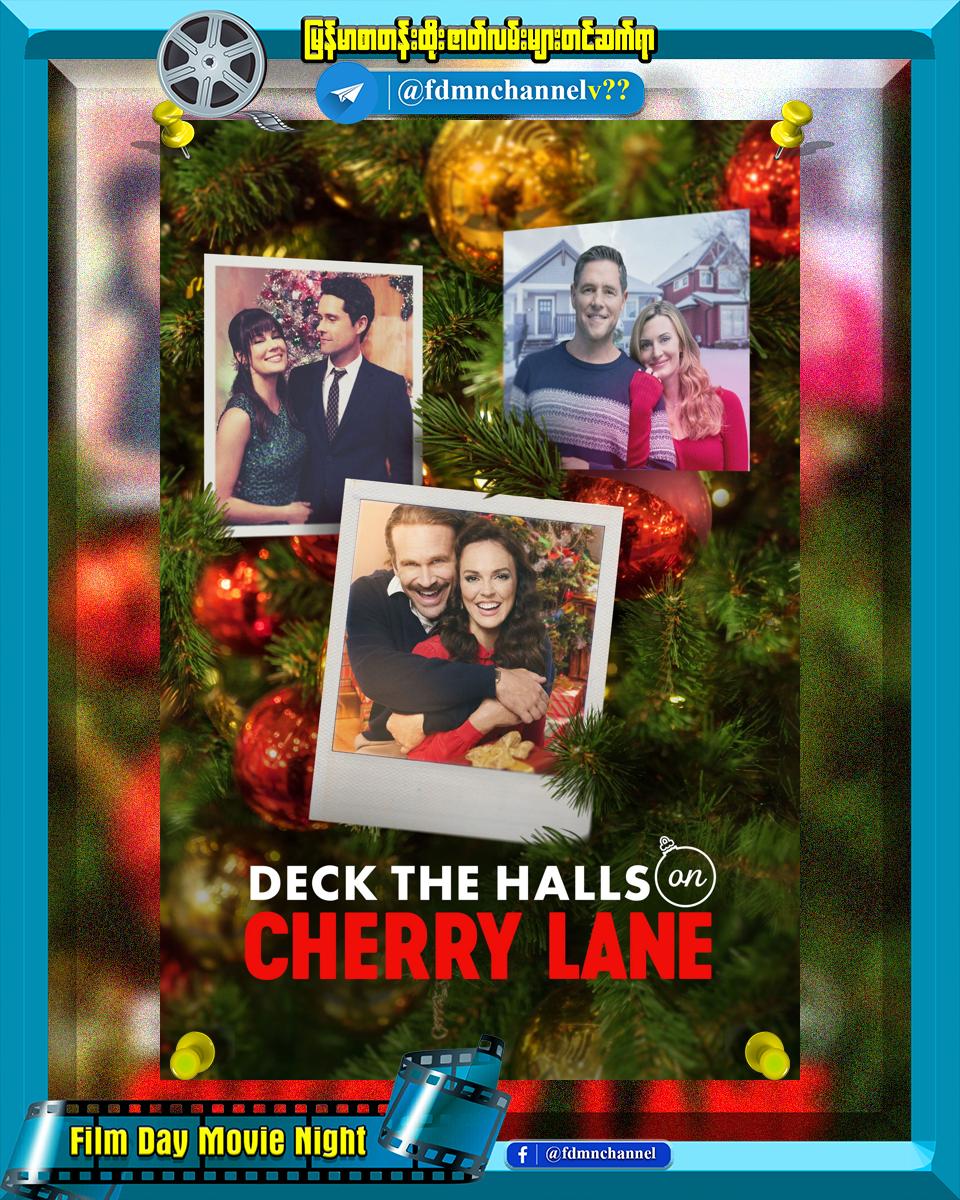 မြန်မာစာတန်းထိုးဇာတ်လမ်းများတင်ဆက်ရာ
@fdmnchannelv??
DECK THE HALLS on
CHERRY LANE
Film Day Movie Night
@fdmnchannel